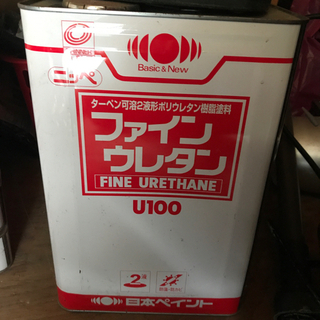 Basic & New
ニッペ
ターペン可溶2液形ポリウレタン樹脂塗料
ファイン
ウレタン
FINE URETHANE
U100
2液
日本ペイント